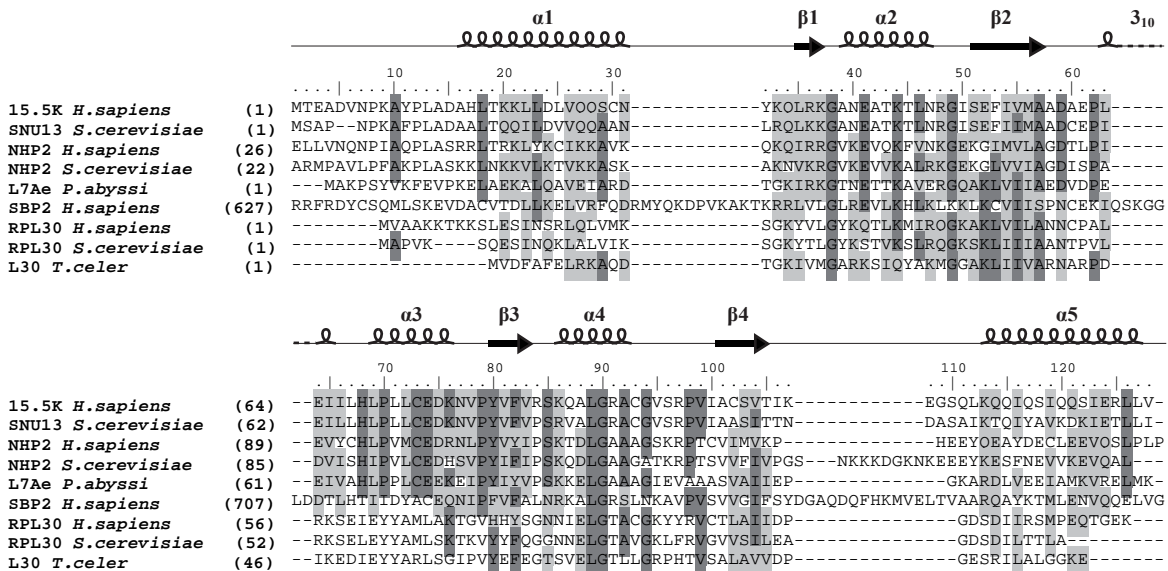 α1 β1 α2 β2 3₁₀
10 20 30 40 50 60
15.5K H.sapiens (1) MTEADVNPKAYPLADAHLTKKLLDLVQQSCN-------------YKQLRKGANEATKTLNRGISEFIVMAADAEPL-----
SNU13 S.cerevisiae (1) MSAP--NPKAFPLADAALTQQILDVVQQAAN-------------LRQLKKGANEATKTLNRGISEFIIMAADCEPI-----
NHP2 H.sapiens (26) ELLVNQNPIAQPLASRRLTRKLYKCIKKAVK-------------QKQIRRGVKEVQKFVNKGEKGIMVLAGDTLPI-----
NHP2 S.cerevisiae (22) ARMPAVLPFAKPLASKKLNKKVLKTVKKASK-------------AKNVKRGVKEVVKALRKGEKGLVVIAGDISPA-----
L7Ae P.abyssi (1) ---MAKPSYVKFEVPKELAEKALQAVEIARD-------------TGKIRKGTNETTKAVERGQAKLVIIAEDVDPE-----
SBP2 H.sapiens (627) RRFRDYCSQMLSKEVDACVTDLLKELVRFQDRMYQKDPVKAKTKRRLVLGLREVLKHLKLKKLKCVIISPNCEKIQSKGG
RPL30 H.sapiens (1) --------MVAAKKTKKSLESINSRLQLVMK-------------SGKYVLGYKQTLKMIRQGKAKLVILANNCPAL-----
RPL30 S.cerevisiae (1) --------MAPVK----SQESINQKLALVIK-------------SGKYTLGYKSTVKSLRQGKSKLIIIAANTPVL-----
L30 T.celer (1) ------------------MVDFAFELRKAQD-------------TGKIVMGARKSIQYAKMGGAKLIIVARNARPD-----
α3 β3 α4 β4 α5
70 80 90 100 110 120
15.5K H.sapiens (64) --EIILHLPLLCEDKNVPYVFVRSKQALGRACGVSRPVIACSVTIK------------EGSQLKQQIQSIQQSIERLLV-
SNU13 S.cerevisiae (62) --EILLHLPLLCEDKNVPYVFVPSRVALGRACGVSRPVIAASITTN------------DASAIKTQIYAVKDKIETLLI-
NHP2 H.sapiens (89) --EVYCHLPVMCEDRNLPYVYIPSKTDLGAAAGSKRPTCVIMVKP-------------HEEYQEAYDECLEEVQSLPLP
NHP2 S.cerevisiae (85) --DVISHIPVLCEDHSVPYIFIPSKQDLGAAGATKRPTSVVFIVPGS--NKKKDGKNKEEEYKESFNEVVKEVQAL---
L7Ae P.abyssi (61) --EIVAHLPPLCEEKEIPYIYVPSKKELGAAAGIEVAAASVAIIEP------------GKARDLVEEIAMKVRELMK--
SBP2 H.sapiens (707) LDDTLHTIIDYACEQNIPFVFALNRKALGRSLNKAVPVSVVGIFSYDGAQDQFHKMVELTVAARQAYKTMLENVQQELVG
RPL30 H.sapiens (56) --RKSEIEYYAMLAKTGVHHYSGNNIELGTACGKYYRVCTLAIIDP------------GDSDIIRSMPEQTGEK-----
RPL30 S.cerevisiae (52) --RKSELEYYAMLSKTKVYYFQGGNNELGTAVGKLFRVGVVSILEA------------GDSDILTTLA-----------
L30 T.celer (46) --IKEDIEYYARLSGIPVYEFEGTSVELGTLLGRPHTVSALAVVDP------------GESRILALGGKE---------